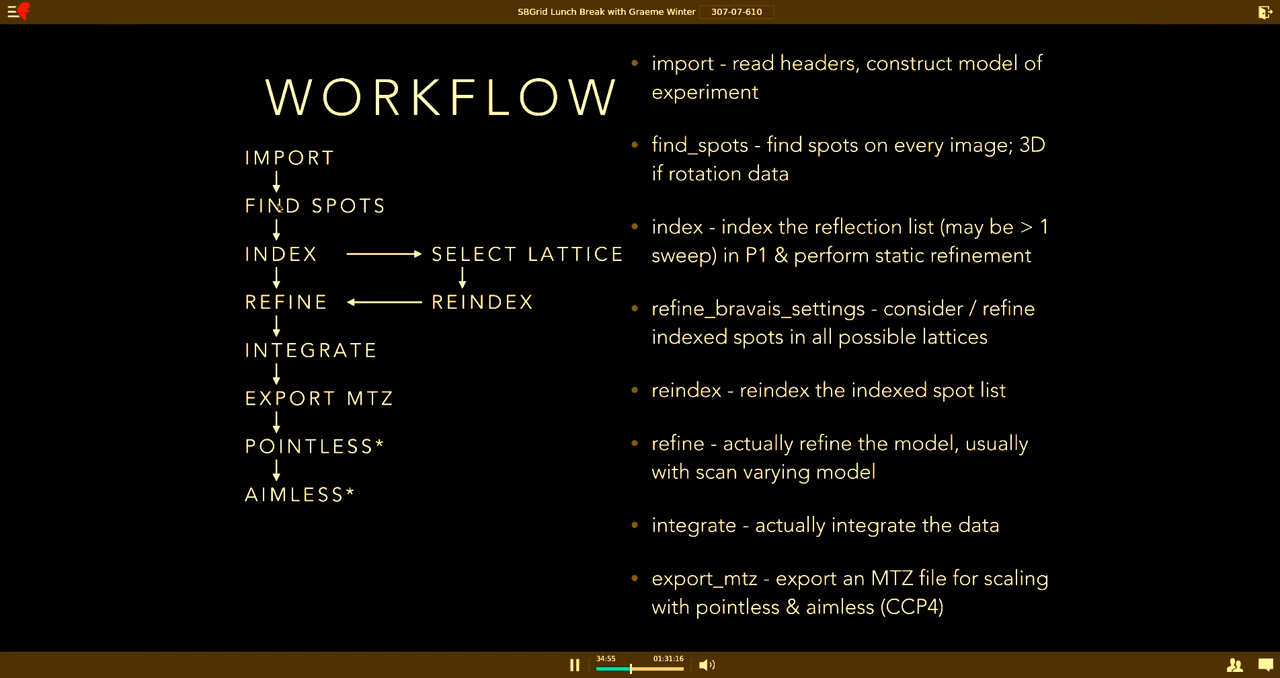 SBGrid Lunch Break with Graeme Winter 307-07-610
WORKFLOW
IMPORT
FIND SPOTS
INDEX SELECT LATTICE
REFINE REINDEX
INTEGRATE
EXPORT MTZ
POINTLESS*
AIMLESS*
• import - read headers, construct model of
experiment
• find_spots - find spots on every image; 3D
if rotation data
• index - index the reflection list (may be > 1
sweep) in P1 & perform static refinement
• refine_bravais_settings - consider / refine
indexed spots in all possible lattices
• reindex - reindex the indexed spot list
• refine - actually refine the model, usually
with scan varying model
• integrate - actually integrate the data
• export_mtz - export an MTZ file for scaling
with pointless & aimless (CCP4)
34:55 01:31:16